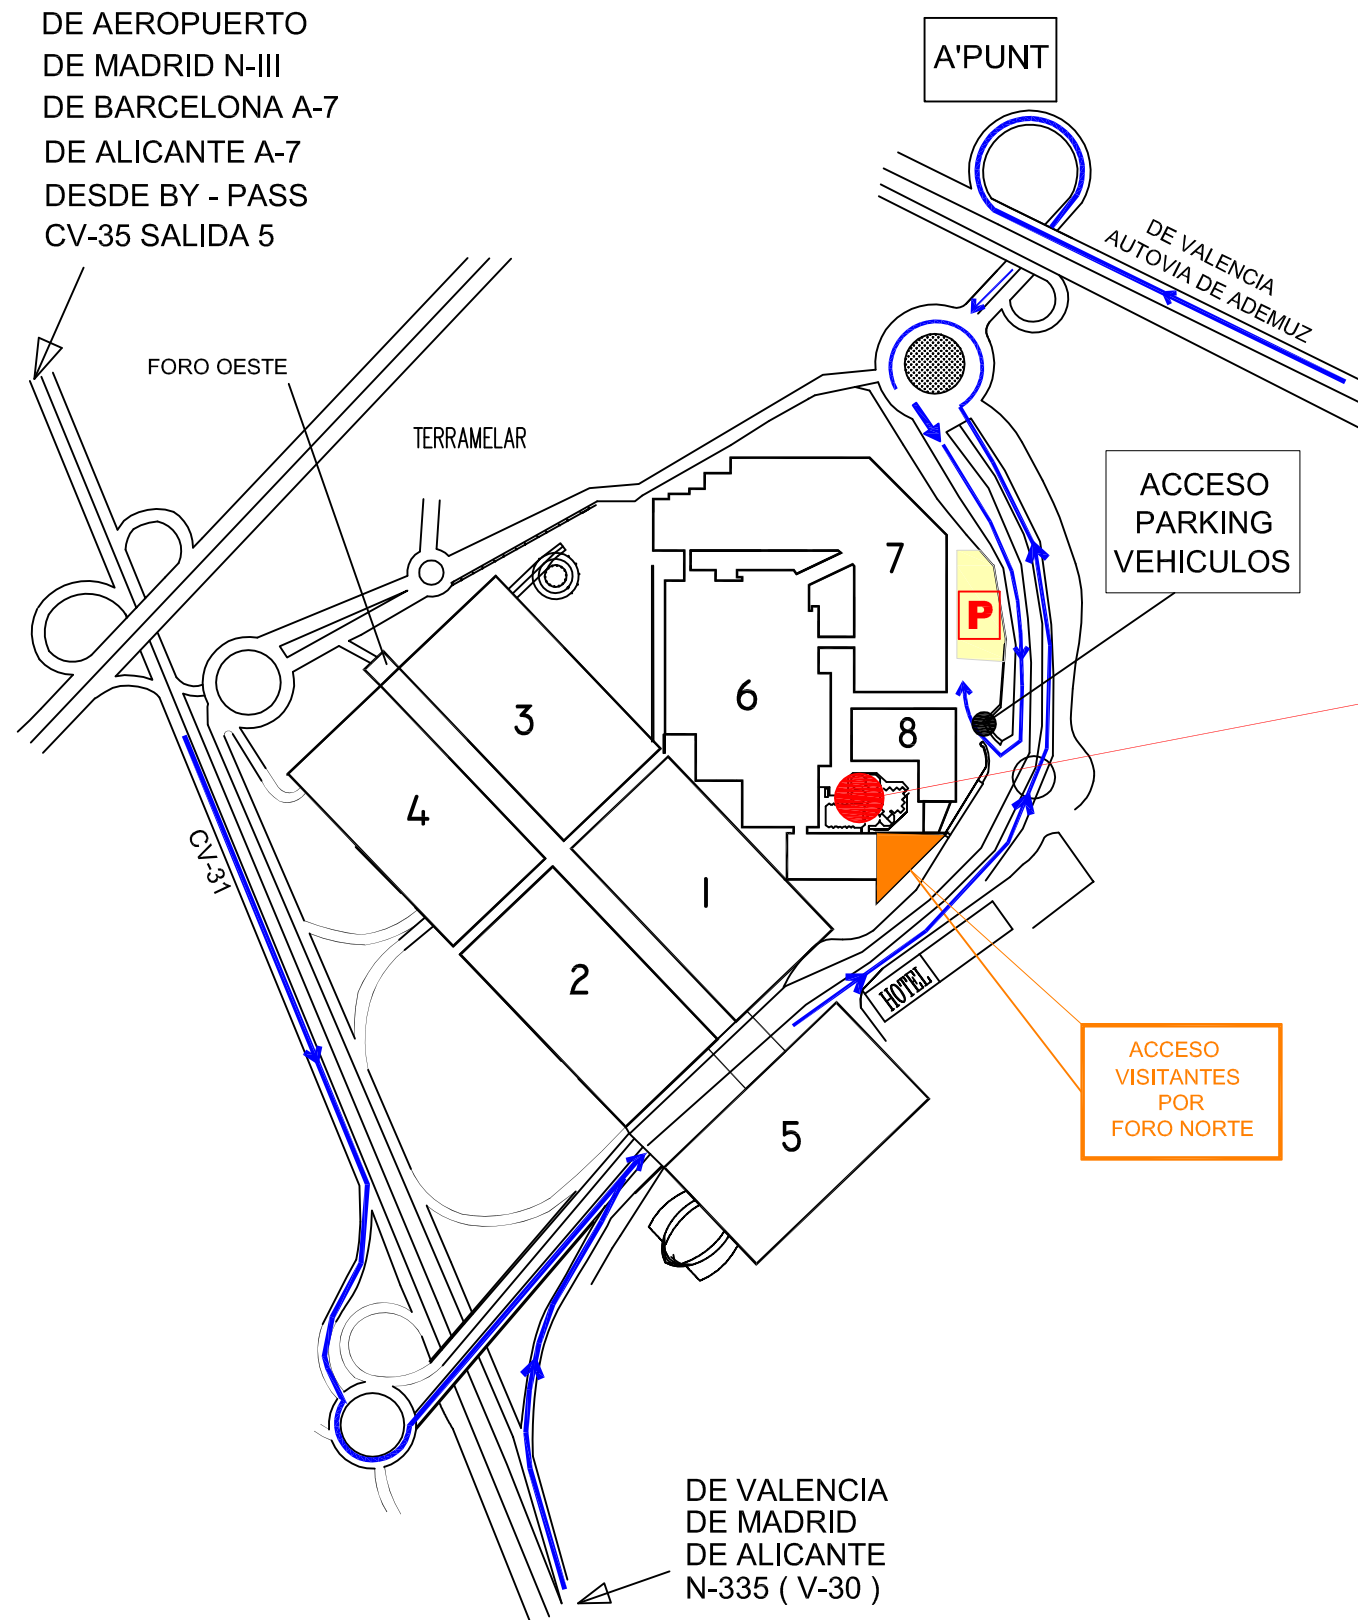 DE AEROPUERTO
DE MADRID N-III
DE BARCELONA A-7
DE ALICANTE A-7
DESDE BY - PASS
CV-35 SALIDA 5
A'PUNT
DE VALENCIA
AUTOVIA DE ADEMUZ
FORO OESTE
TERRAMELAR
ACCESO
PARKING
VEHICULOS
7
P
6
3
8
4
CV-31
1
2
HOTEL
5
ACCESO
VISITANTES
POR
FORO NORTE
DE VALENCIA
DE MADRID
DE ALICANTE
N-335 ( V-30 )